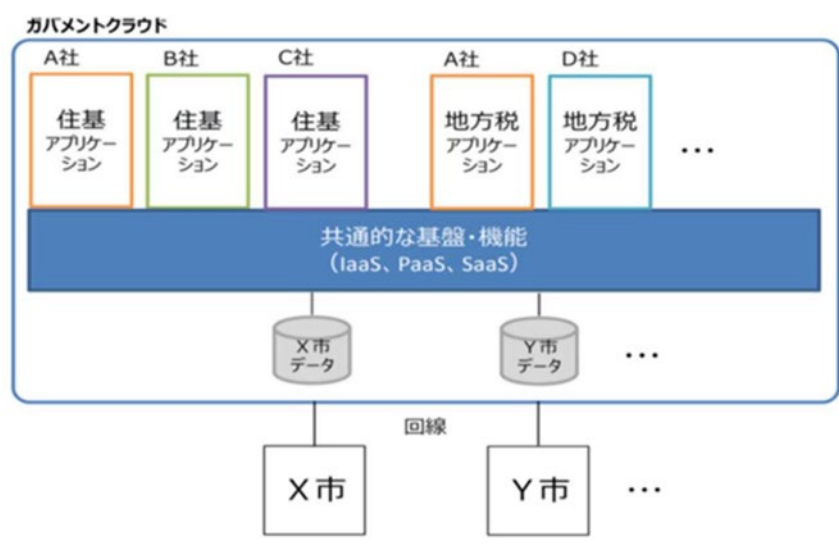 ガバメントクラウド
A社
B社
C社
A社
D社
住基
アプリケー
ション
住基
アプリケー
ション
住基
アプリケー
ション
地方税
アプリケー
ション
地方税
アプリケー
ション
…
共通的な基盤・機能
（IaaS、PaaS、SaaS）
X市
データ
Y市
データ
…
回線
X市
Y市
…